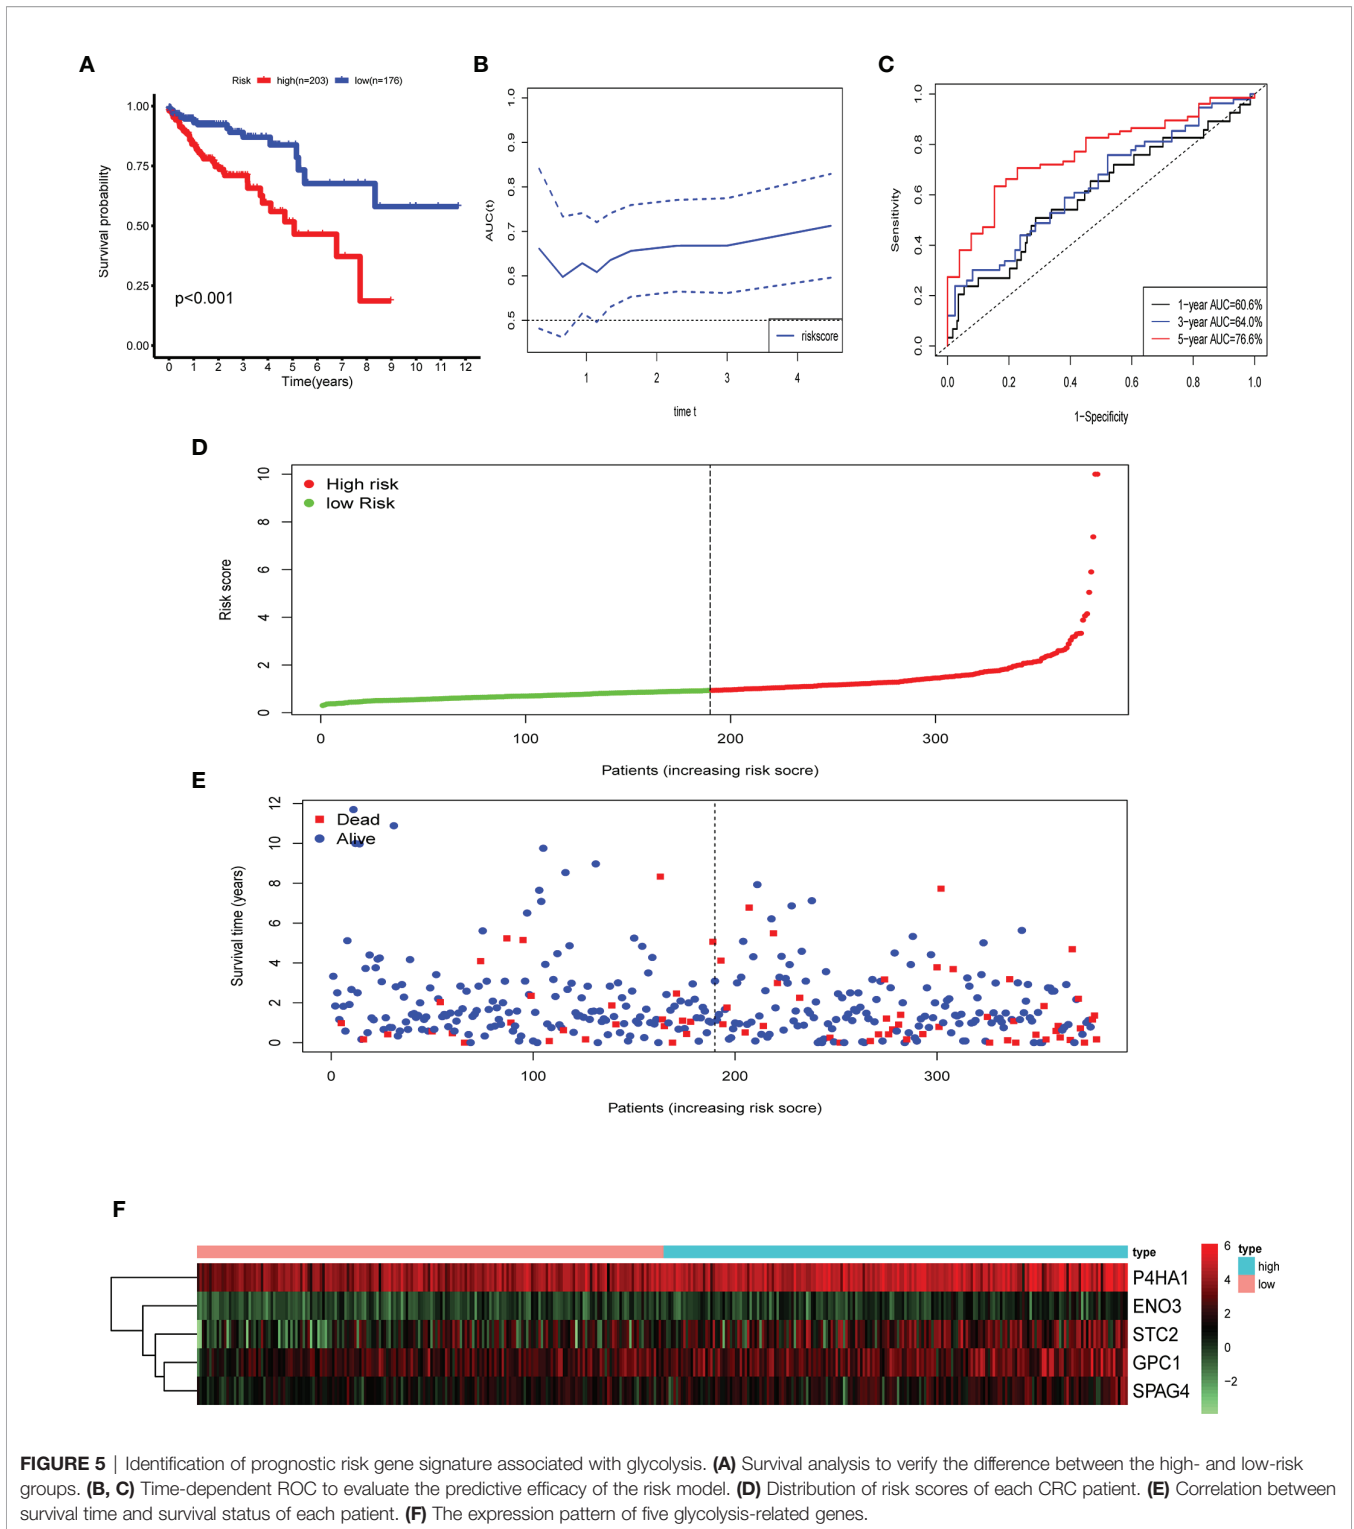 A
Risk high(n=203) low(n=176)
Survival probability
1.00
0.75
0.50
0.25
0.00
p<0.001
0 1 2 3 4 5 6 7 8 9 10 11 12
Time(years)
B
AUC(t)
1.0
0.9
0.8
0.7
0.6
0.5
riskscore
1 2 3 4
time t
C
Sensitivity
1.0
0.8
0.6
0.4
0.2
0.0
1-year AUC=60.6%
3-year AUC=64.0%
5-year AUC=76.6%
0.0 0.2 0.4 0.6 0.8 1.0
1-Specificity
D
Risk score
10
8
6
4
2
0
High risk
low Risk
0 100 200 300
Patients (increasing risk socre)
E
Survival time (years)
12
10
8
6
4
2
0
Dead
Alive
0 100 200 300
Patients (increasing risk socre)
F
type
P4HA1
ENO3
STC2
GPC1
SPAG4
6
4
2
0
-2
type
high
low
FIGURE 5 | Identification of prognostic risk gene signature associated with glycolysis. (A) Survival analysis to verify the difference between the high- and low-risk
groups. (B, C) Time-dependent ROC to evaluate the predictive efficacy of the risk model. (D) Distribution of risk scores of each CRC patient. (E) Correlation between
survival time and survival status of each patient. (F) The expression pattern of five glycolysis-related genes.